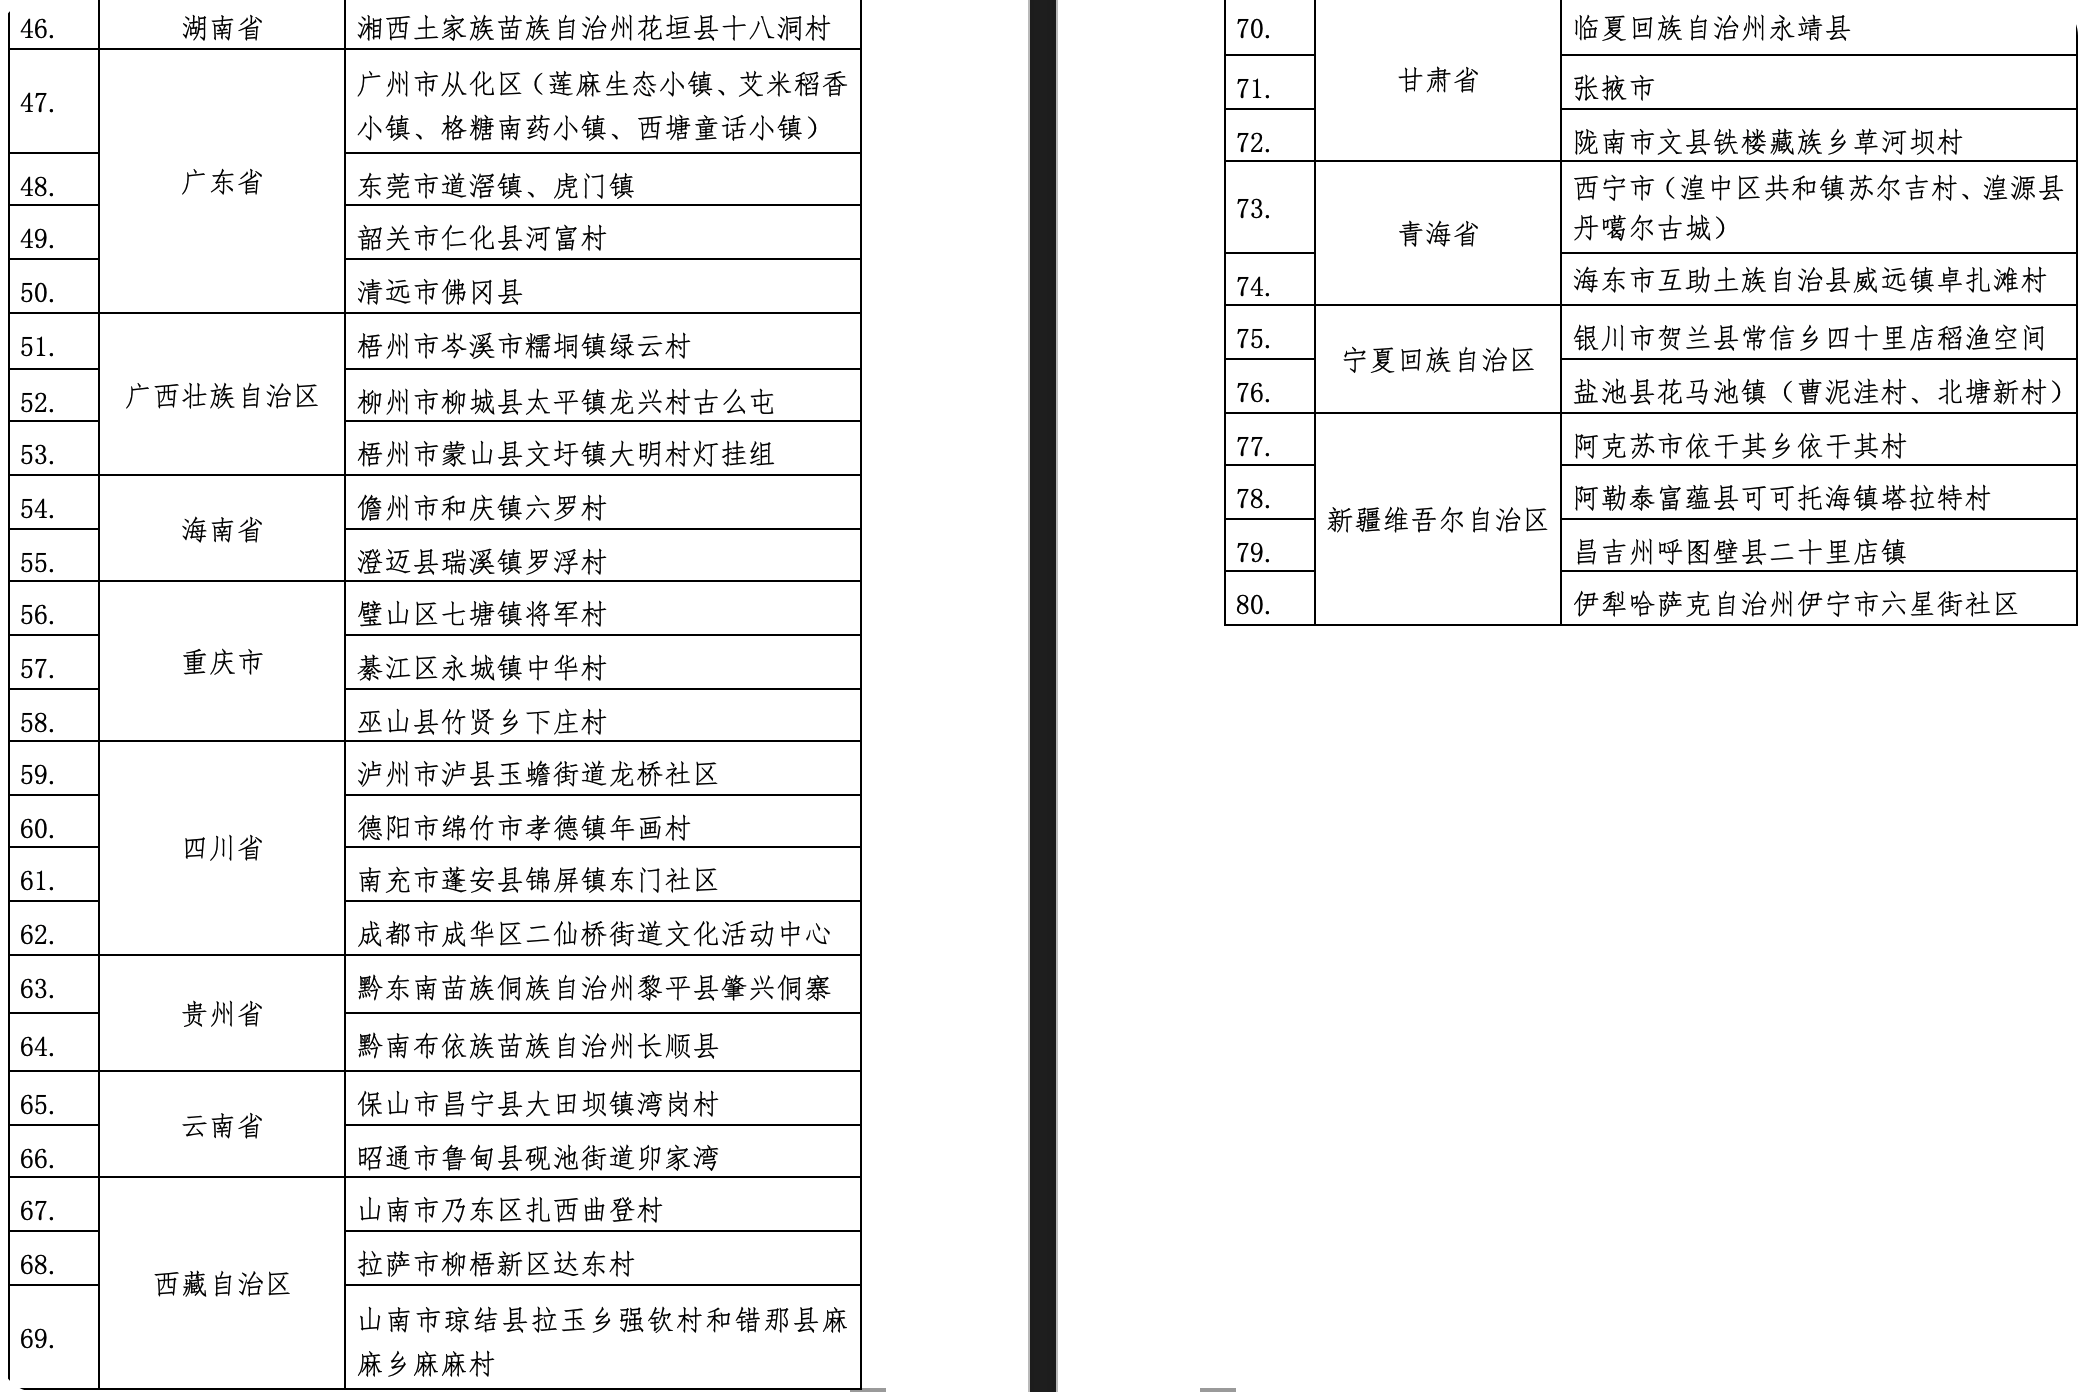 46. 湖南省 湘西土家族苗族自治州花垣县十八洞村
47. 广东省 广州市从化区（莲麻生态小镇、艾米稻香
小镇、格糖南药小镇、西塘童话小镇）
48. 东莞市道滘镇、虎门镇
49. 韶关市仁化县河富村
50. 清远市佛冈县
51. 广西壮族自治区 梧州市岑溪市糯垌镇绿云村
52. 柳州市柳城县太平镇龙兴村古么屯
53. 梧州市蒙山县文圩镇大明村灯挂组
54. 海南省 儋州市和庆镇六罗村
55. 澄迈县瑞溪镇罗浮村
56. 重庆市 璧山区七塘镇将军村
57. 綦江区永城镇中华村
58. 巫山县竹贤乡下庄村
59. 四川省 泸州市泸县玉蟾街道龙桥社区
60. 德阳市绵竹市孝德镇年画村
61. 南充市蓬安县锦屏镇东门社区
62. 成都市成华区二仙桥街道文化活动中心
63. 贵州省 黔东南苗族侗族自治州黎平县肇兴侗寨
64. 黔南布依族苗族自治州长顺县
65. 云南省 保山市昌宁县大田坝镇湾岗村
66. 昭通市鲁甸县砚池街道卯家湾
67. 西藏自治区 山南市乃东区扎西曲登村
68. 拉萨市柳梧新区达东村
69. 山南市琼结县拉玉乡强钦村和错那县麻
麻乡麻麻村
70. 甘肃省 临夏回族自治州永靖县
71. 张掖市
72. 陇南市文县铁楼藏族乡草河坝村
73. 青海省 西宁市（湟中区共和镇苏尔吉村、湟源县
丹噶尔古城）
74. 海东市互助土族自治县威远镇卓扎滩村
75. 宁夏回族自治区 银川市贺兰县常信乡四十里店稻渔空间
76. 盐池县花马池镇（曹泥洼村、北塘新村）
77. 新疆维吾尔自治区 阿克苏市依干其乡依干其村
78. 阿勒泰富蕴县可可托海镇塔拉特村
79. 昌吉州呼图壁县二十里店镇
80. 伊犁哈萨克自治州伊宁市六星街社区